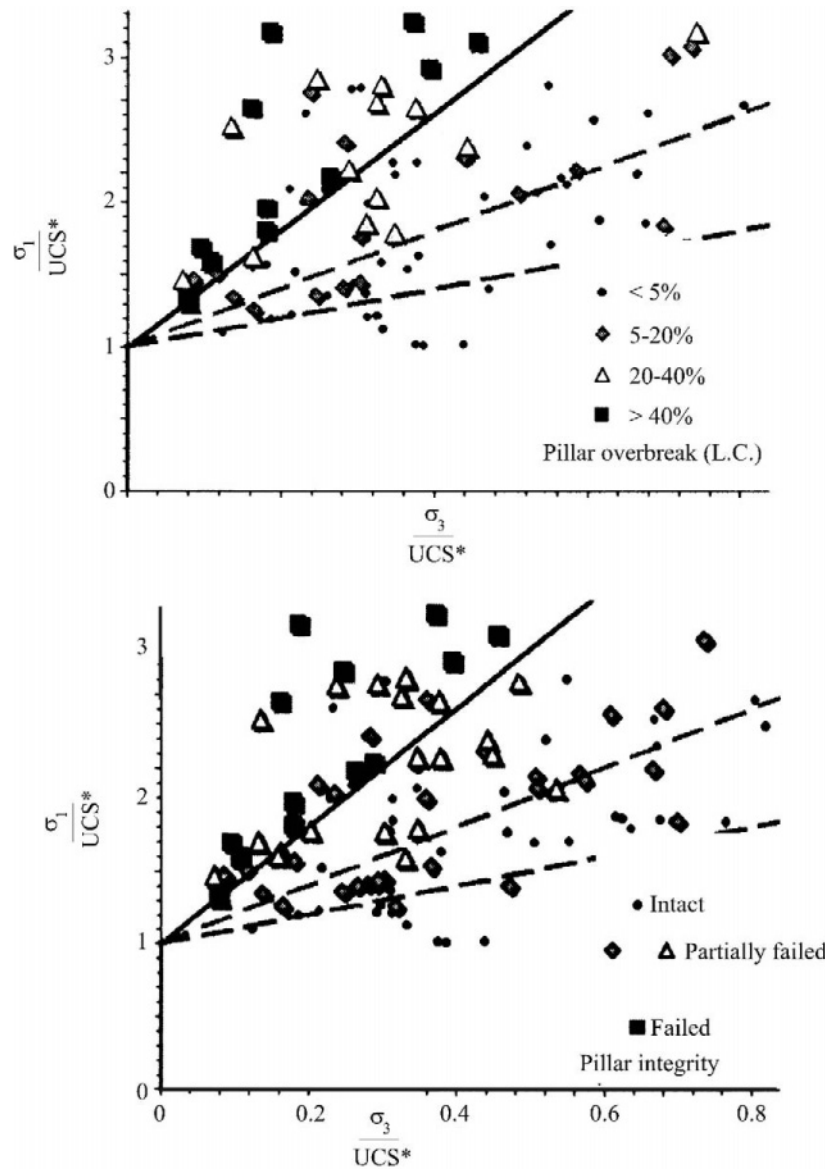 3
2
1
0
σ1
UCS*
< 5%
5-20%
20-40%
> 40%
Pillar overbreak (L.C.)
σ3
UCS*
3
2
1
0
σ1
UCS*
Intact
Partially failed
Failed
Pillar integrity
0 0.2 0.4 0.6 0.8
σ3
UCS*